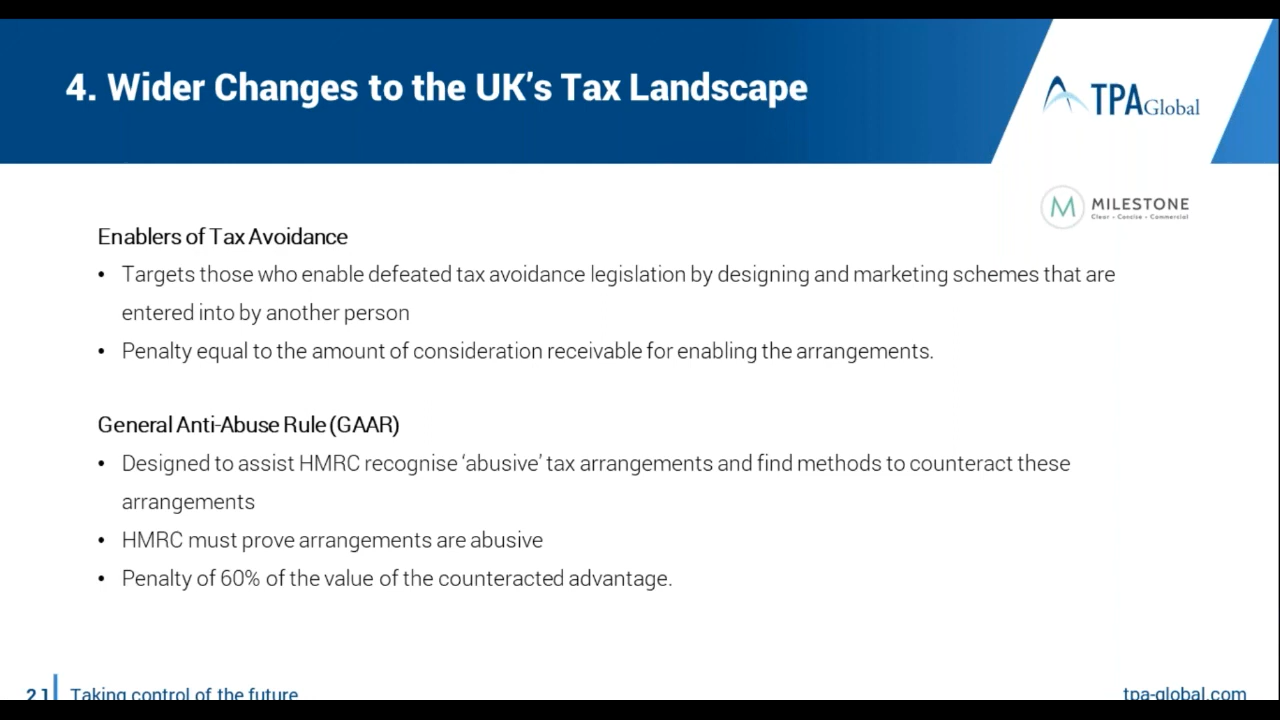 4. Wider Changes to the UK's Tax Landscape
TPAGlobal
MILESTONE
Clear • Concise • Commercial
Enablers of Tax Avoidance
• Targets those who enable defeated tax avoidance legislation by designing and marketing schemes that are
entered into by another person
• Penalty equal to the amount of consideration receivable for enabling the arrangements.
General Anti-Abuse Rule (GAAR)
• Designed to assist HMRC recognise ‘abusive’ tax arrangements and find methods to counteract these
arrangements
• HMRC must prove arrangements are abusive
• Penalty of 60% of the value of the counteracted advantage.
21 Taking control of the future
tpa-global.com